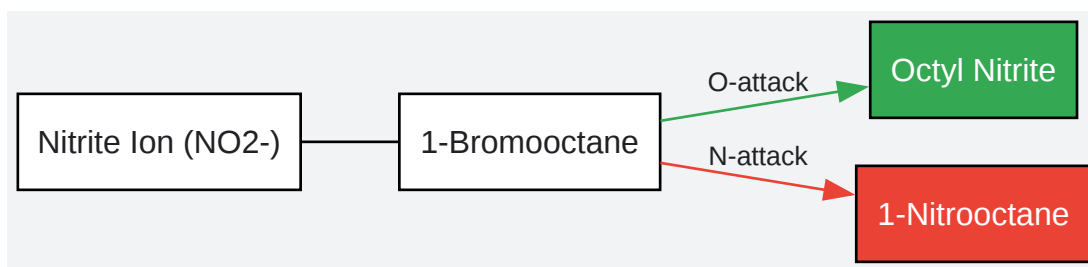 Nitrite Ion (NO2-)
1-Bromooctane
O-attack
Octyl Nitrite
N-attack
1-Nitrooctane